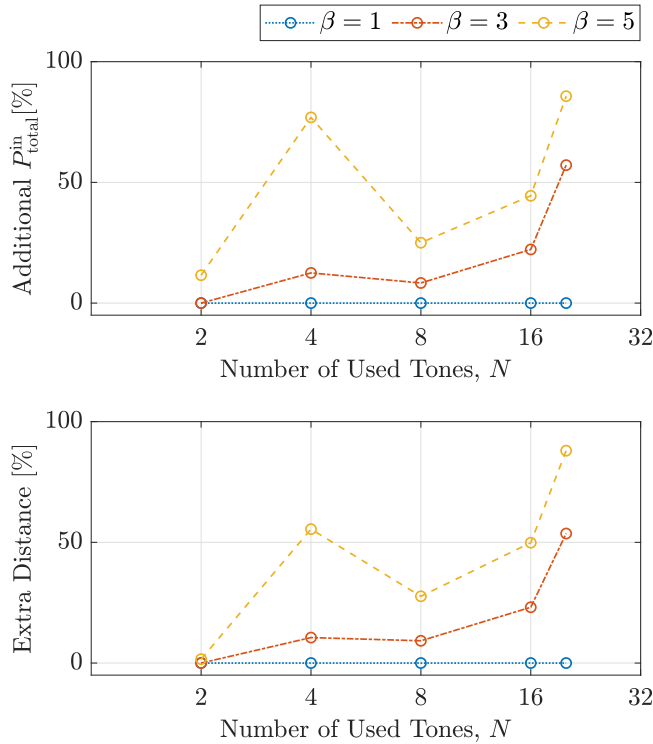 β = 1 β = 3 β = 5
100
50
0
Additional P^in_total[%]
2 4 8 16 32
Number of Used Tones, N
100
50
0
Extra Distance [%]
2 4 8 16 32
Number of Used Tones, N